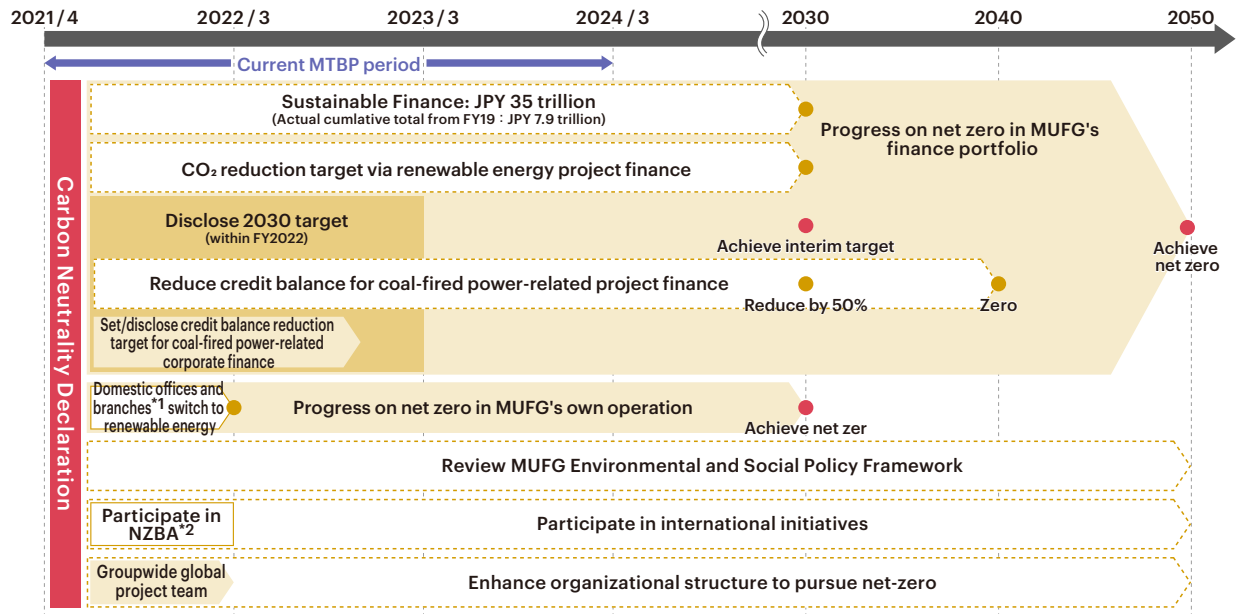 2021/4 2022/3 2023/3 2024/3 2030 2040 2050
Current MTBP period
Carbon Neutrality Declaration
Sustainable Finance: JPY 35 trillion
(Actual cumlative total from FY19 : JPY 7.9 trillion)
Progress on net zero in MUFG's
finance portfolio
CO₂ reduction target via renewable energy project finance
Disclose 2030 target
(within FY2022)
Achieve interim target
Achieve
net zero
Reduce credit balance for coal-fired power-related project finance
Reduce by 50%
Zero
Set/disclose credit balance reduction
target for coal-fired power-related
corporate finance
Domestic offices and
branches*1 switch to
renewable energy
Progress on net zero in MUFG's own operation
Achieve net zer
Review MUFG Environmental and Social Policy Framework
Participate in
NZBA*2
Participate in international initiatives
Groupwide global
project team
Enhance organizational structure to pursue net-zero